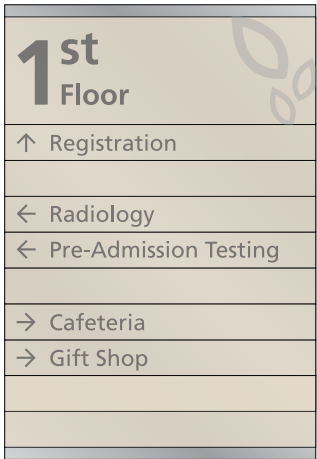 1st
Floor
↑ Registration
← Radiology
← Pre-Admission Testing
→ Cafeteria
→ Gift Shop